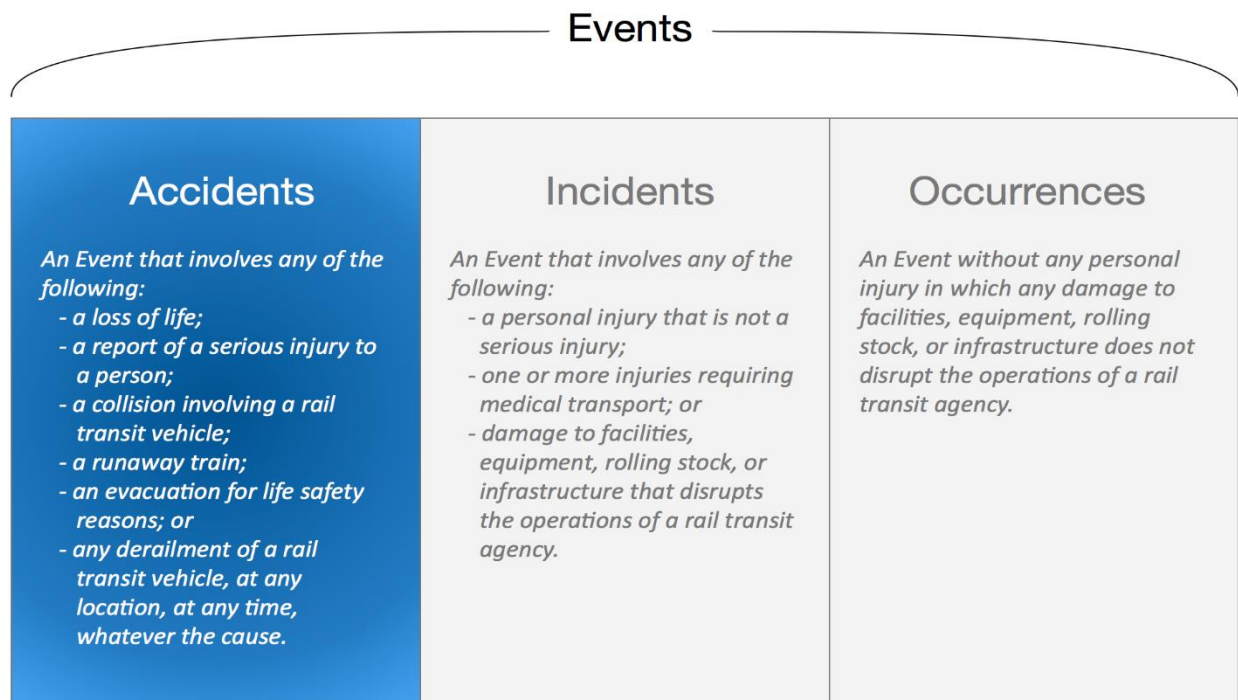 Events
Accidents
An Event that involves any of the
following:
- a loss of life;
- a report of a serious injury to
a person;
- a collision involving a rail
transit vehicle;
- a runaway train;
- an evacuation for life safety
reasons; or
- any derailment of a rail
transit vehicle, at any
location, at any time,
whatever the cause.
Incidents
An Event that involves any of the
following:
- a personal injury that is not a
serious injury;
- one or more injuries requiring
medical transport; or
- damage to facilities,
equipment, rolling stock, or
infrastructure that disrupts
the operations of a rail transit
agency.
Occurrences
An Event without any personal
injury in which any damage to
facilities, equipment, rolling
stock, or infrastructure does not
disrupt the operations of a rail
transit agency.